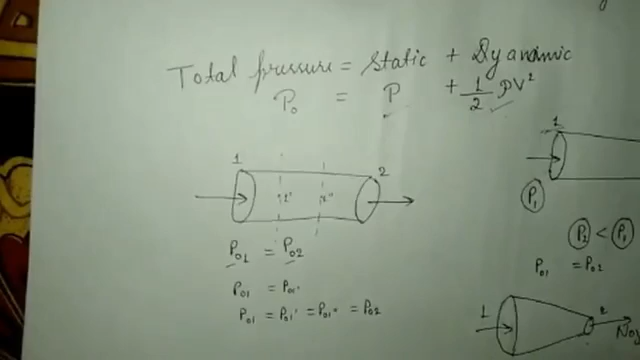 Total pressure = Static + Dyanamic
P₀ = P + 1/2 ρV²
1
2
1' 1"
P₀₁ = P₀₂
P₀₁ = P₀₁'
P₀₁ = P₀₁' = P₀₁" = P₀₂
1
P₁
P₂ < P₁
P₀₁ = P₀₂
1
2